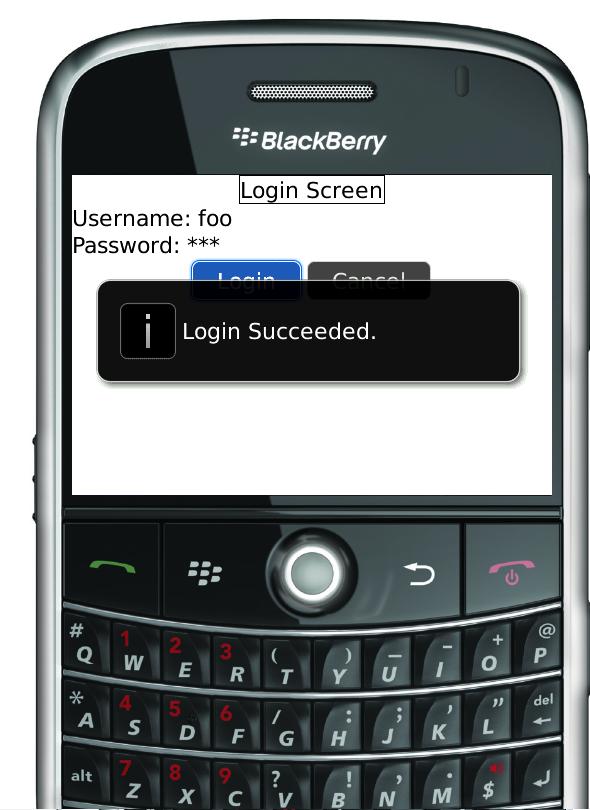 BlackBerry
Login Screen
Username: foo
Password: ***
Login Cancel
i Login Succeeded.
# Q 1 W 2 E 3 R ( T ) Y _ U - I + O @ P
* A 4 S 5 D 6 F / G : H ; J ' K " L del
alt 7 Z 8 X 9 C ? V ! B , N . M $